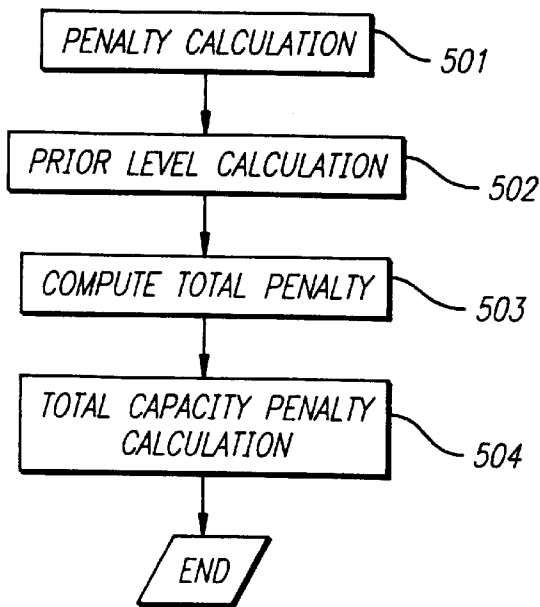 PENALTY CALCULATION
501
PRIOR LEVEL CALCULATION
502
COMPUTE TOTAL PENALTY
503
TOTAL CAPACITY PENALTY
CALCULATION
504
END